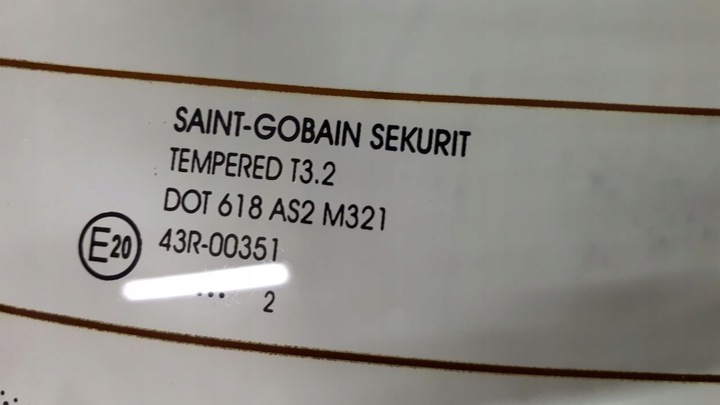 SAINT-GOBAIN SEKURIT
TEMPERED T3.2
DOT 618 AS2 M321
E20 43R-00351
... 2